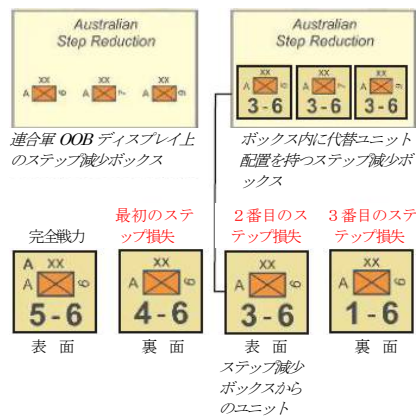 Australian
Step Reduction
xx xx xx
A 6 A 7 A 9
連合軍 OOB ディスプレイ上
のステップ減少ボックス
Australian
Step Reduction
xx xx xx
A 6 A 7 A 9
3-6 3-6 3-6
ボックス内に代替ユニット
配置を持つステップ減少ボ
ックス
完全戦力
A XX
A 6
5-6
表 面
最初のステ
ップ損失
XX
A 6
4-6
裏 面
２番目のス
テップ損失
XX
A 6
3-6
表 面
ステップ減少
ボックスから
のユニット
３番目のステ
ップ損失
XX
A 6
1-6
裏 面